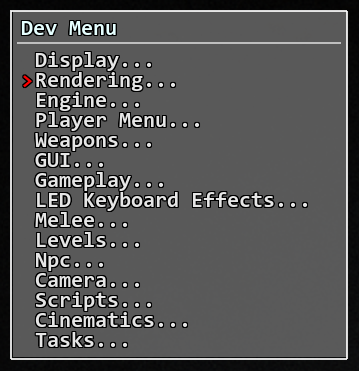 Dev Menu
Display...
>Rendering...
Engine...
Player Menu...
Weapons...
GUI...
Gameplay...
LED Keyboard Effects...
Melee...
Levels...
Npc...
Camera...
Scripts...
Cinematics...
Tasks...